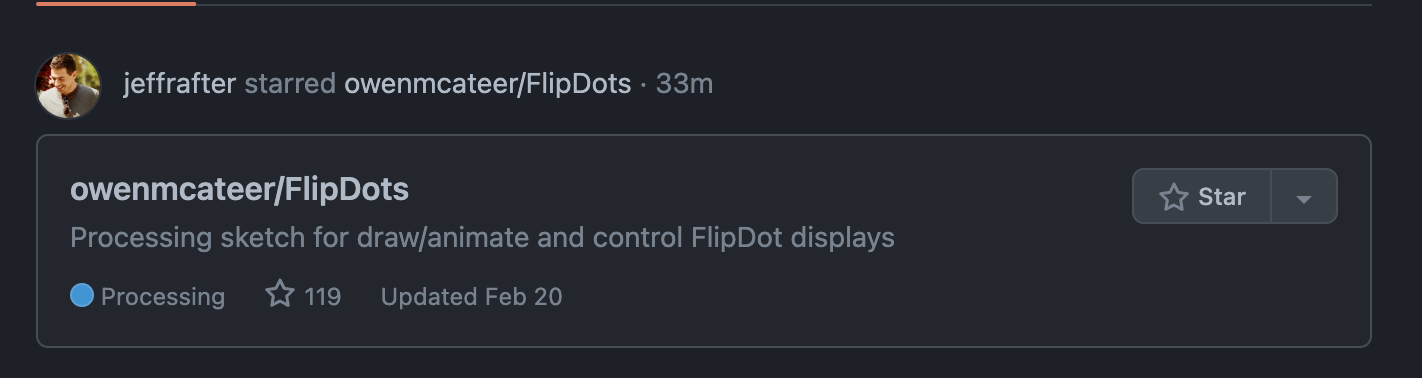 jeffrafter starred owenmcateer/FlipDots · 33m
owenmcateer/FlipDots
Star
Processing sketch for draw/animate and control FlipDot displays
Processing 119 Updated Feb 20